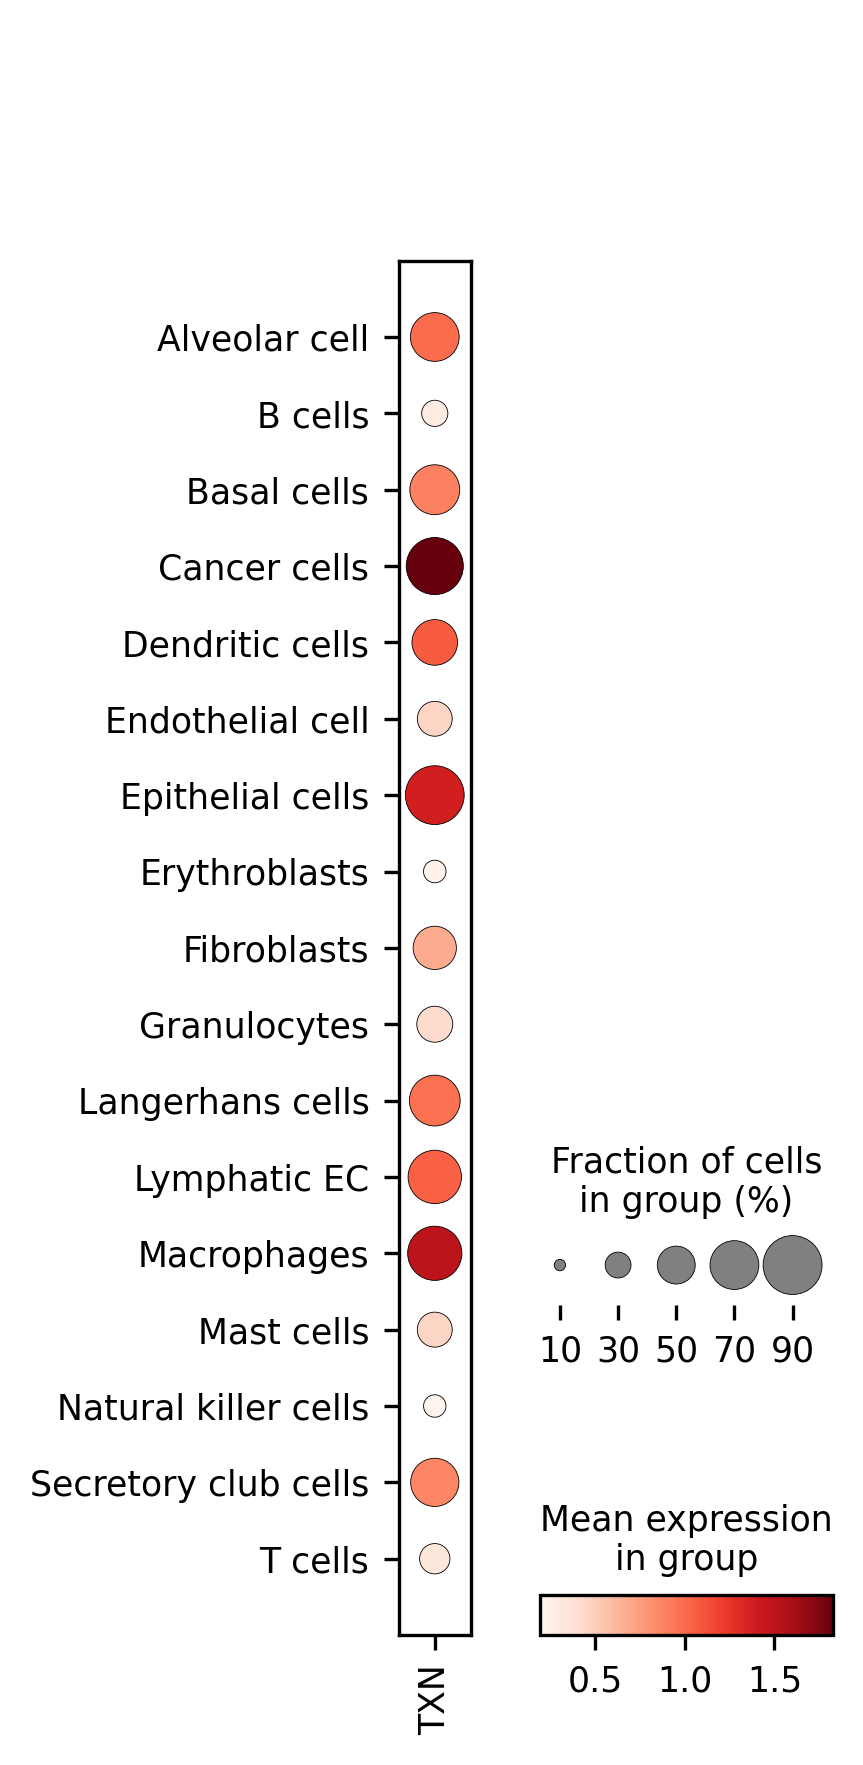 Alveolar cell
B cells
Basal cells
Cancer cells
Dendritic cells
Endothelial cell
Epithelial cells
Erythroblasts
Fibroblasts
Granulocytes
Langerhans cells
Lymphatic EC
Macrophages
Mast cells
Natural killer cells
Secretory club cells
T cells
TXN
Fraction of cells
in group (%)
10 30 50 70 90
Mean expression
in group
0.5 1.0 1.5